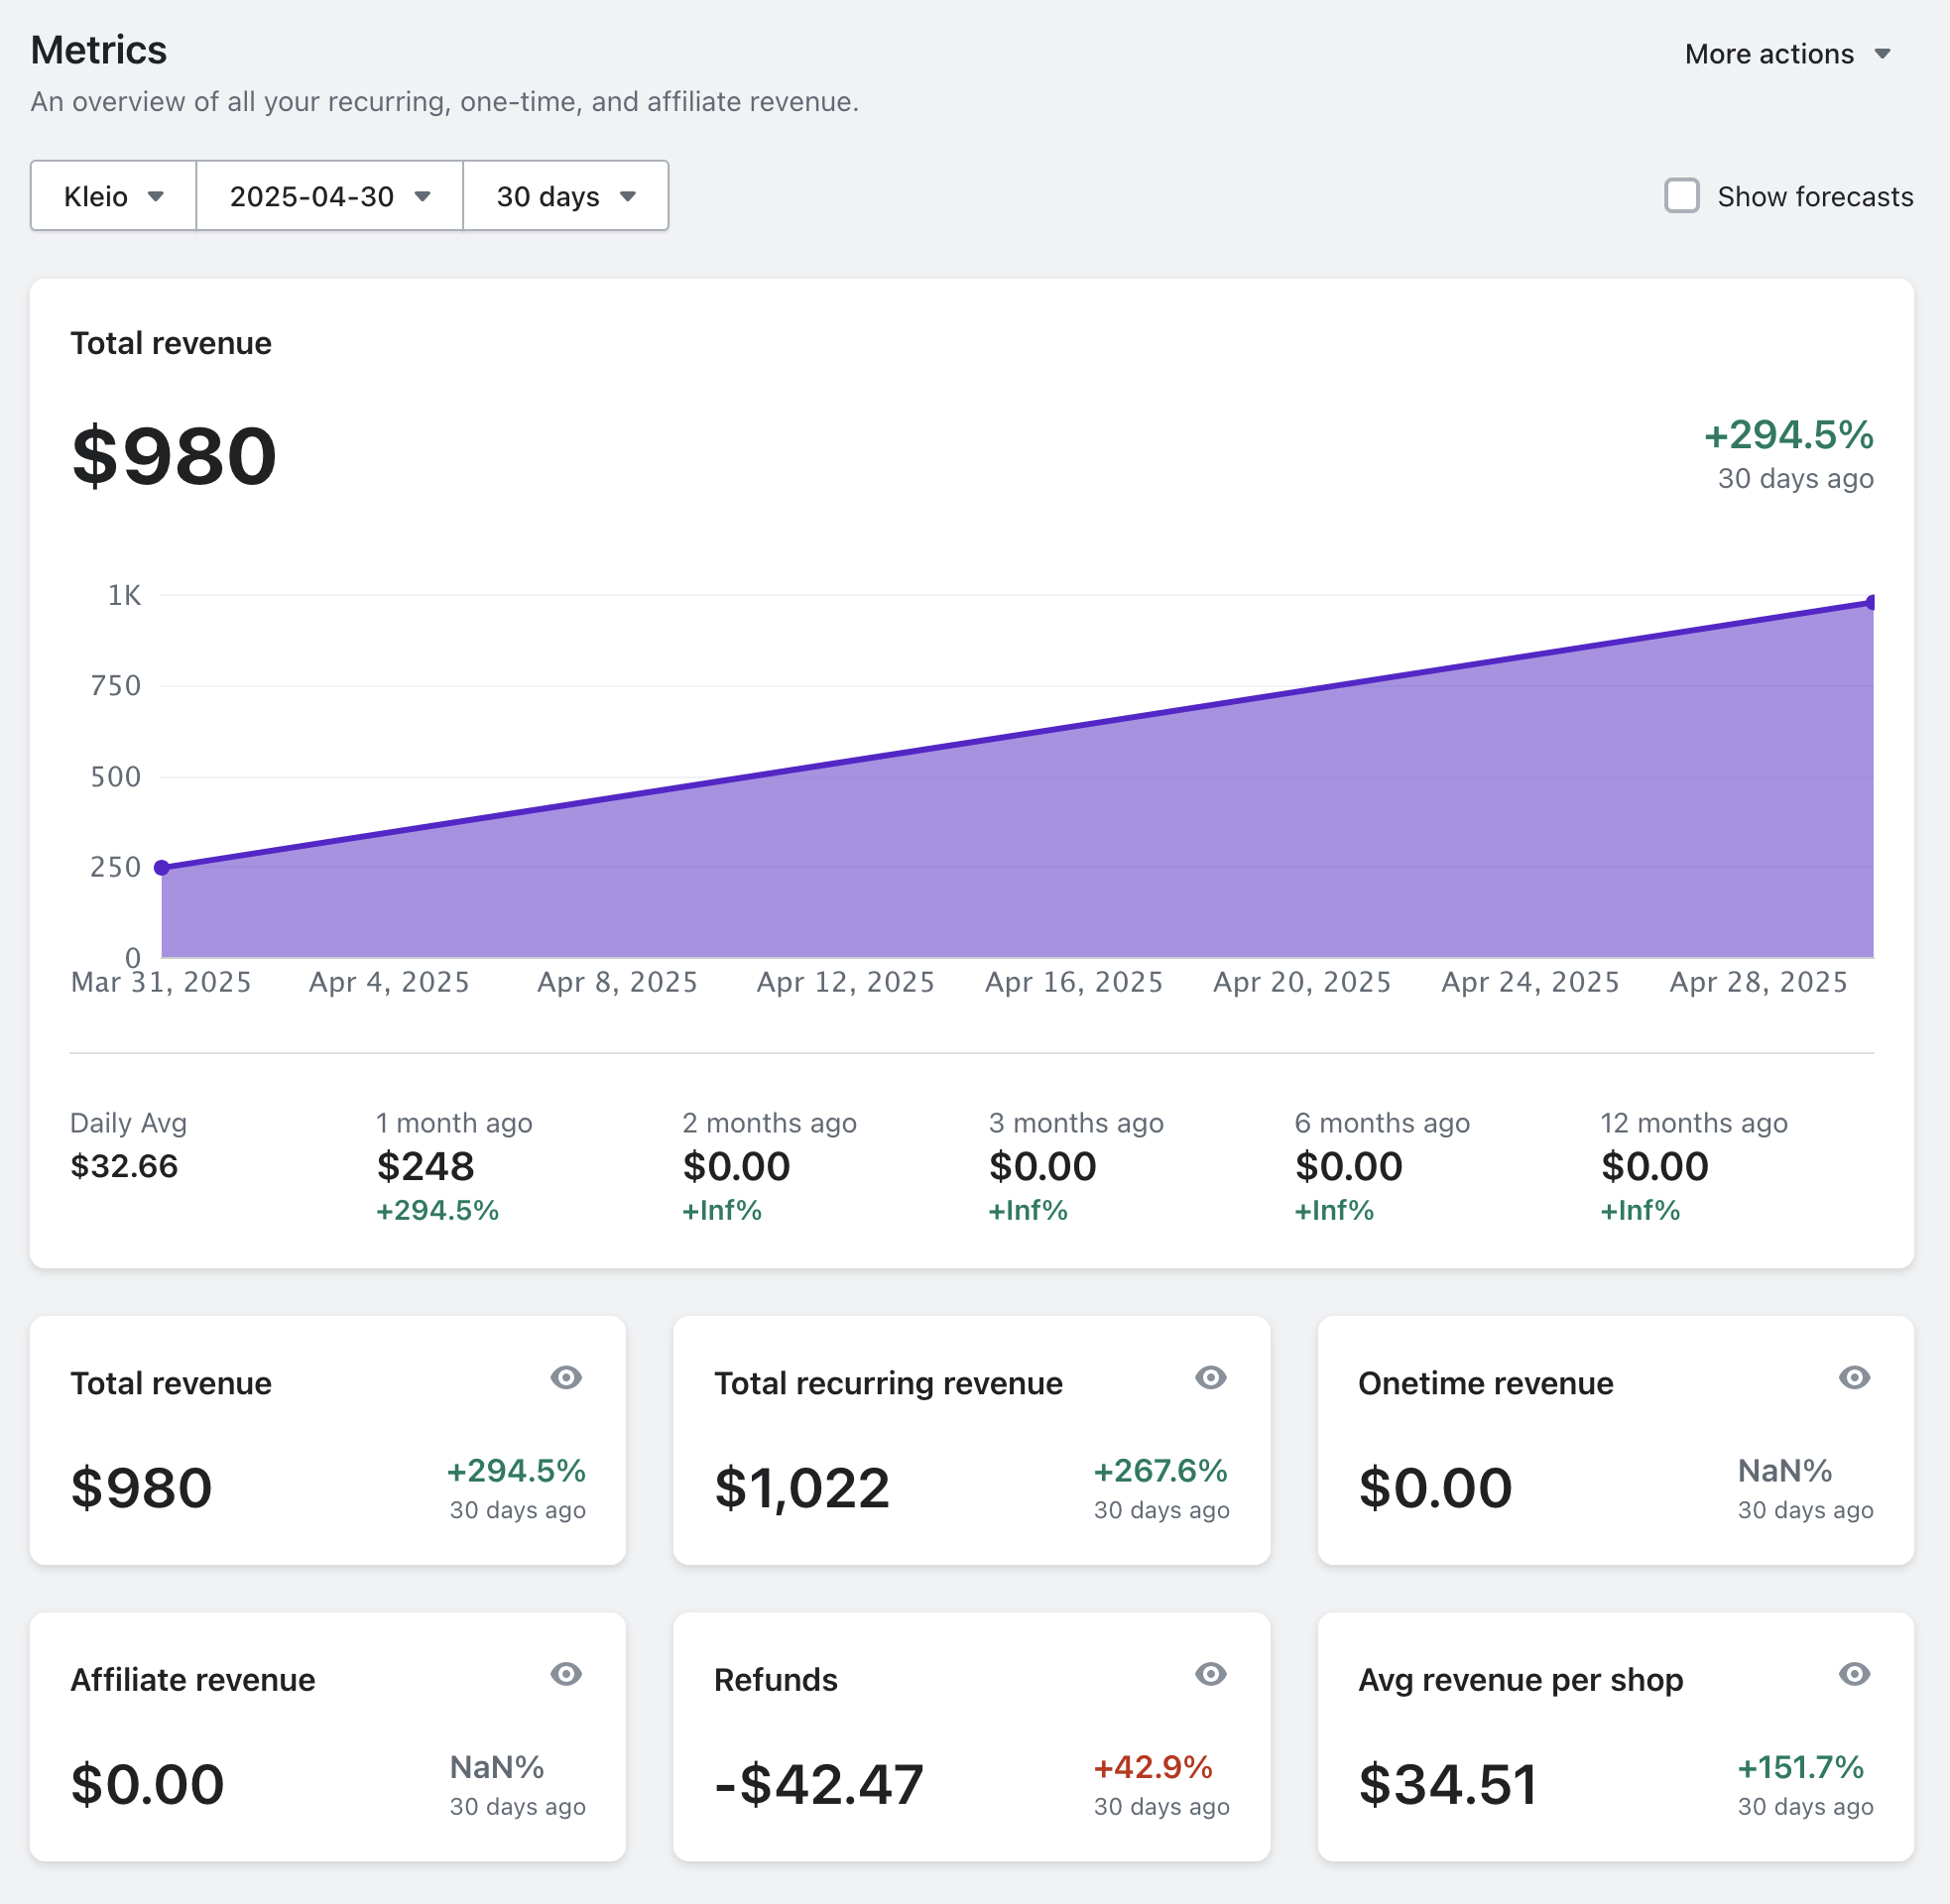 Metrics
More actions
An overview of all your recurring, one-time, and affiliate revenue.
Kleio 2025-04-30 30 days
Show forecasts
Total revenue
$980
+294.5%
30 days ago
1K
750
500
250
0
Mar 31, 2025 Apr 4, 2025 Apr 8, 2025 Apr 12, 2025 Apr 16, 2025 Apr 20, 2025 Apr 24, 2025 Apr 28, 2025
Daily Avg
$32.66
1 month ago
$248
+294.5%
2 months ago
$0.00
+Inf%
3 months ago
$0.00
+Inf%
6 months ago
$0.00
+Inf%
12 months ago
$0.00
+Inf%
Total revenue
$980
+294.5%
30 days ago
Total recurring revenue
$1,022
+267.6%
30 days ago
Onetime revenue
$0.00
NaN%
30 days ago
Affiliate revenue
$0.00
NaN%
30 days ago
Refunds
-$42.47
+42.9%
30 days ago
Avg revenue per shop
$34.51
+151.7%
30 days ago